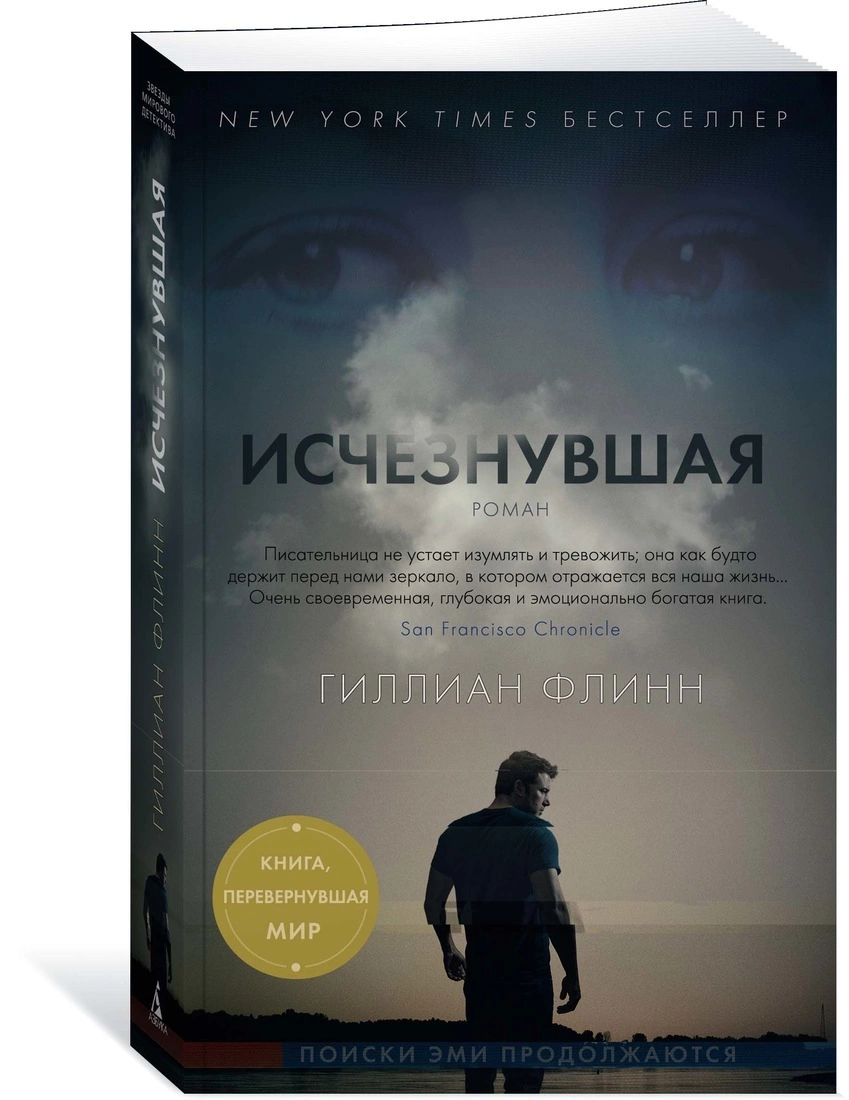 ЗВЕЗДЫ
МИРОВОГО
ДЕТЕКТИВА
ГИЛЛИАН ФЛИНН ИСЧЕЗНУВШАЯ
АЗБУКА
NEW YORK TIMES БЕСТСЕЛЛЕР
ИСЧЕЗНУВШАЯ
РОМАН
Писательница не устает изумлять и тревожить; она как будто
держит перед нами зеркало, в котором отражается вся наша жизнь...
Очень своевременная, глубокая и эмоционально богатая книга.
San Francisco Chronicle
ГИЛЛИАН ФЛИНН
КНИГА,
ПЕРЕВЕРНУВШАЯ
МИР
ПОИСКИ ЭМИ ПРОДОЛЖАЮТСЯ